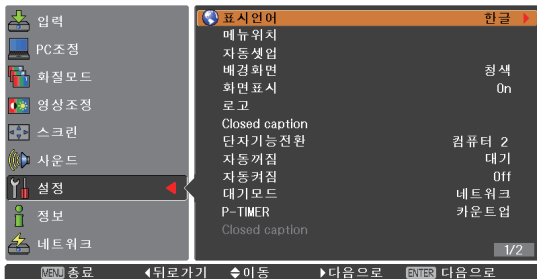 입력
PC조정
화질모드
영상조정
스크린
사운드
설정
정보
네트워크
표시언어 한글
메뉴위치
자동셋업
배경화면 청색
화면표시 On
로고
Closed caption
단자기능전환 컴퓨터 2
자동꺼짐 대기
자동켜짐 Off
대기모드 네트워크
P-TIMER 카운트업
Closed caption
1/2
MENU 종료 뒤로가기 이동 다음으로 ENTER 다음으로